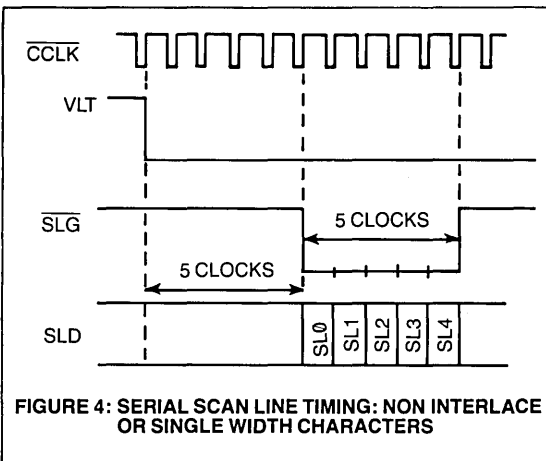 CCLK
VLT
SLG
5 CLOCKS
5 CLOCKS
SLD
SL0
SL1
SL2
SL3
SL4
FIGURE 4: SERIAL SCAN LINE TIMING: NON INTERLACE
OR SINGLE WIDTH CHARACTERS